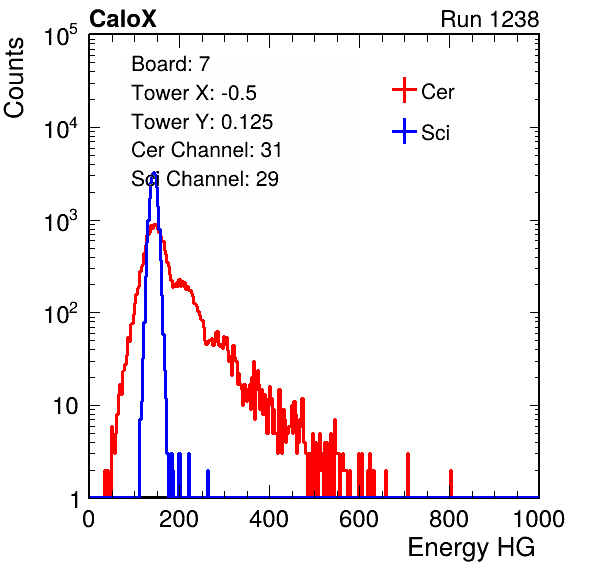 CaloX Run 1238
Board: 7
Tower X: -0.5
Tower Y: 0.125
Cer Channel: 31
Sci Channel: 29
Cer
Sci
Counts
10^5
10^4
10^3
10^2
10
1
0 200 400 600 800 1000
Energy HG